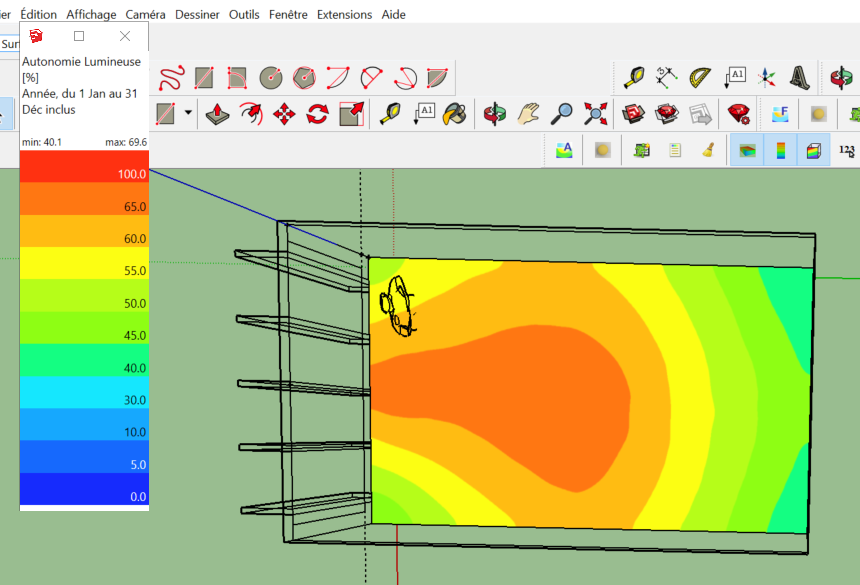 ier Édition Affichage Caméra Dessiner Outils Fenêtre Extensions Aide
Sur
Autonomie Lumineuse
[%]
Année, du 1 Jan au 31
Déc inclus
min: 40.1 max: 69.6
100.0
65.0
60.0
55.0
50.0
45.0
40.0
30.0
10.0
5.0
0.0
A1
A1
F
A
123